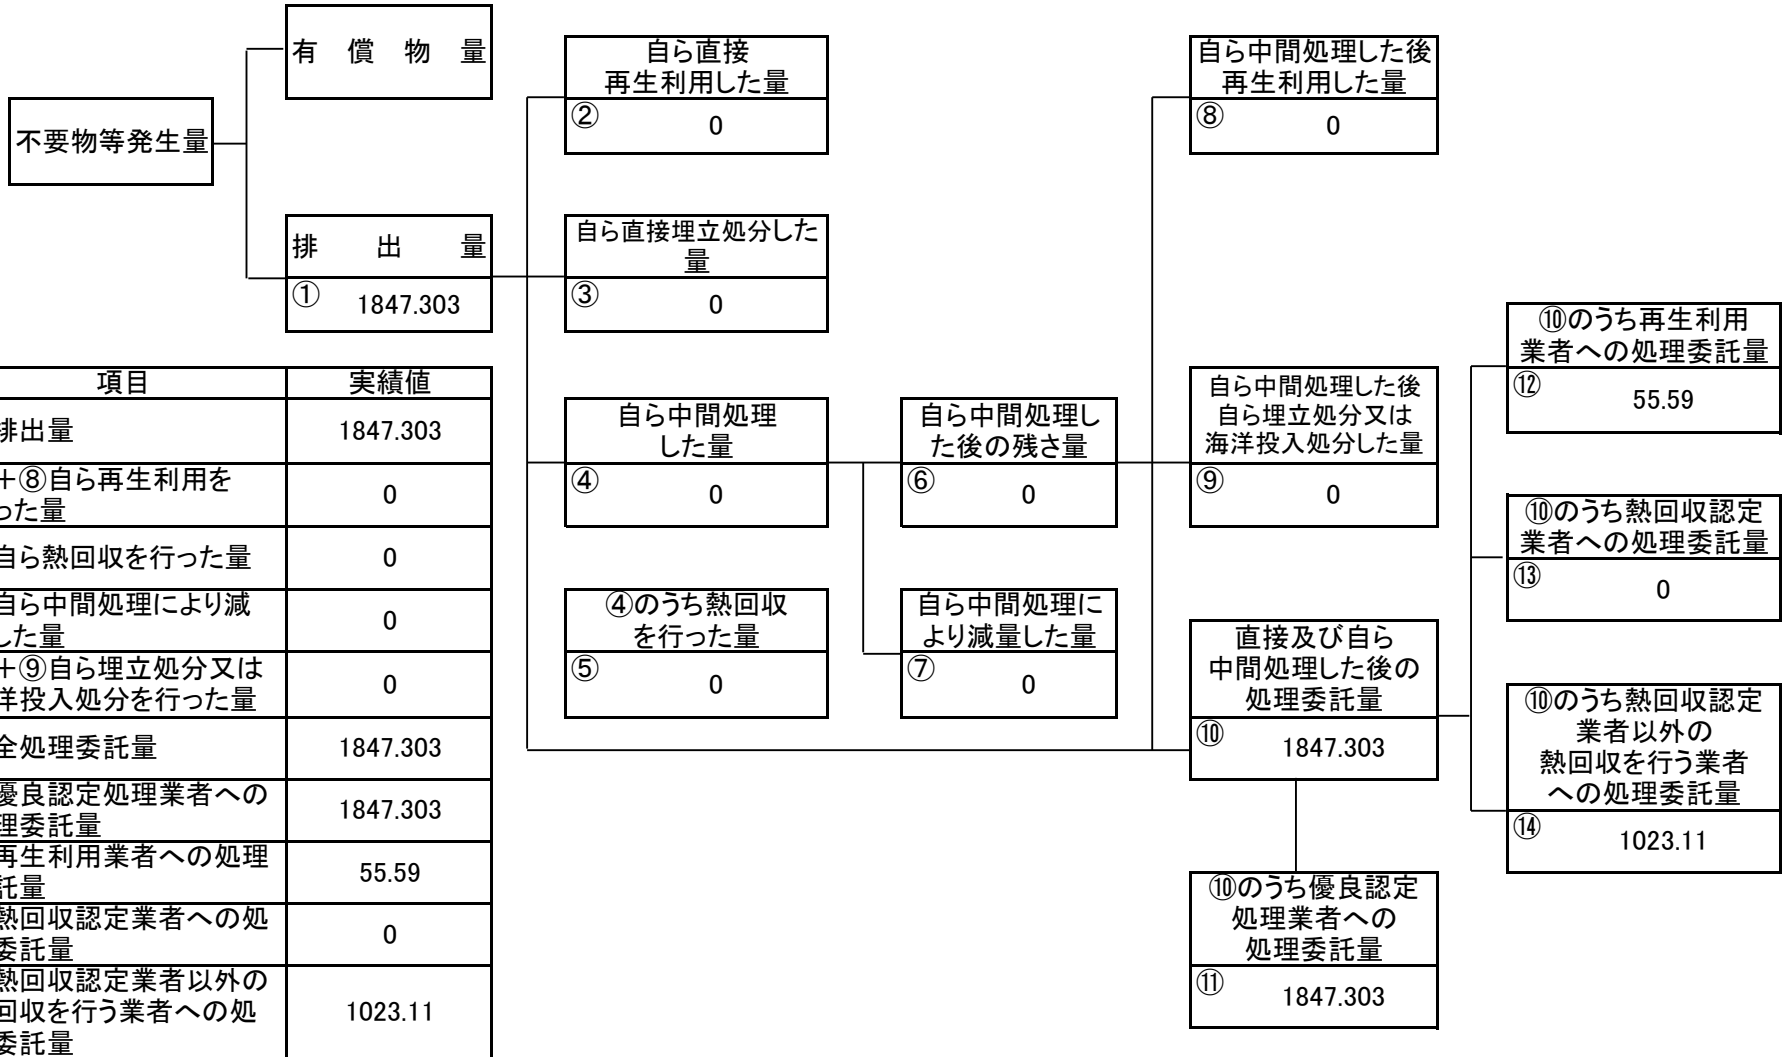 有償物量
不要物等発生量
排出量
①
1847.303
自ら直接
再生利用した量
②
0
自ら直接埋立処分した
量
③
0
自ら中間処理
した量
④
0
④のうち熱回収
を行った量
⑤
0
自ら中間処理し
た後の残さ量
⑥
0
自ら中間処理に
より減量した量
⑦
0
自ら中間処理した後
再生利用した量
⑧
0
自ら中間処理した後
自ら埋立処分又は
海洋投入処分した量
⑨
0
直接及び自ら
中間処理した後の
処理委託量
⑩
1847.303
⑩のうち優良認定
処理業者への
処理委託量
⑪
1847.303
⑩のうち再生利用
業者への処理委託量
⑫
55.59
⑩のうち熱回収認定
業者への処理委託量
⑬
0
⑩のうち熱回収認定
業者以外の
熱回収を行う業者
への処理委託量
⑭
1023.11
項目
実績値
排出量
1847.303
＋⑧自ら再生利用を
った量
0
自ら熱回収を行った量
0
自ら中間処理により減
した量
0
＋⑨自ら埋立処分又は
洋投入処分を行った量
0
全処理委託量
1847.303
優良認定処理業者への
理委託量
1847.303
再生利用業者への処理
託量
55.59
熱回収認定業者への処
委託量
0
熱回収認定業者以外の
回収を行う業者への処
委託量
1023.11